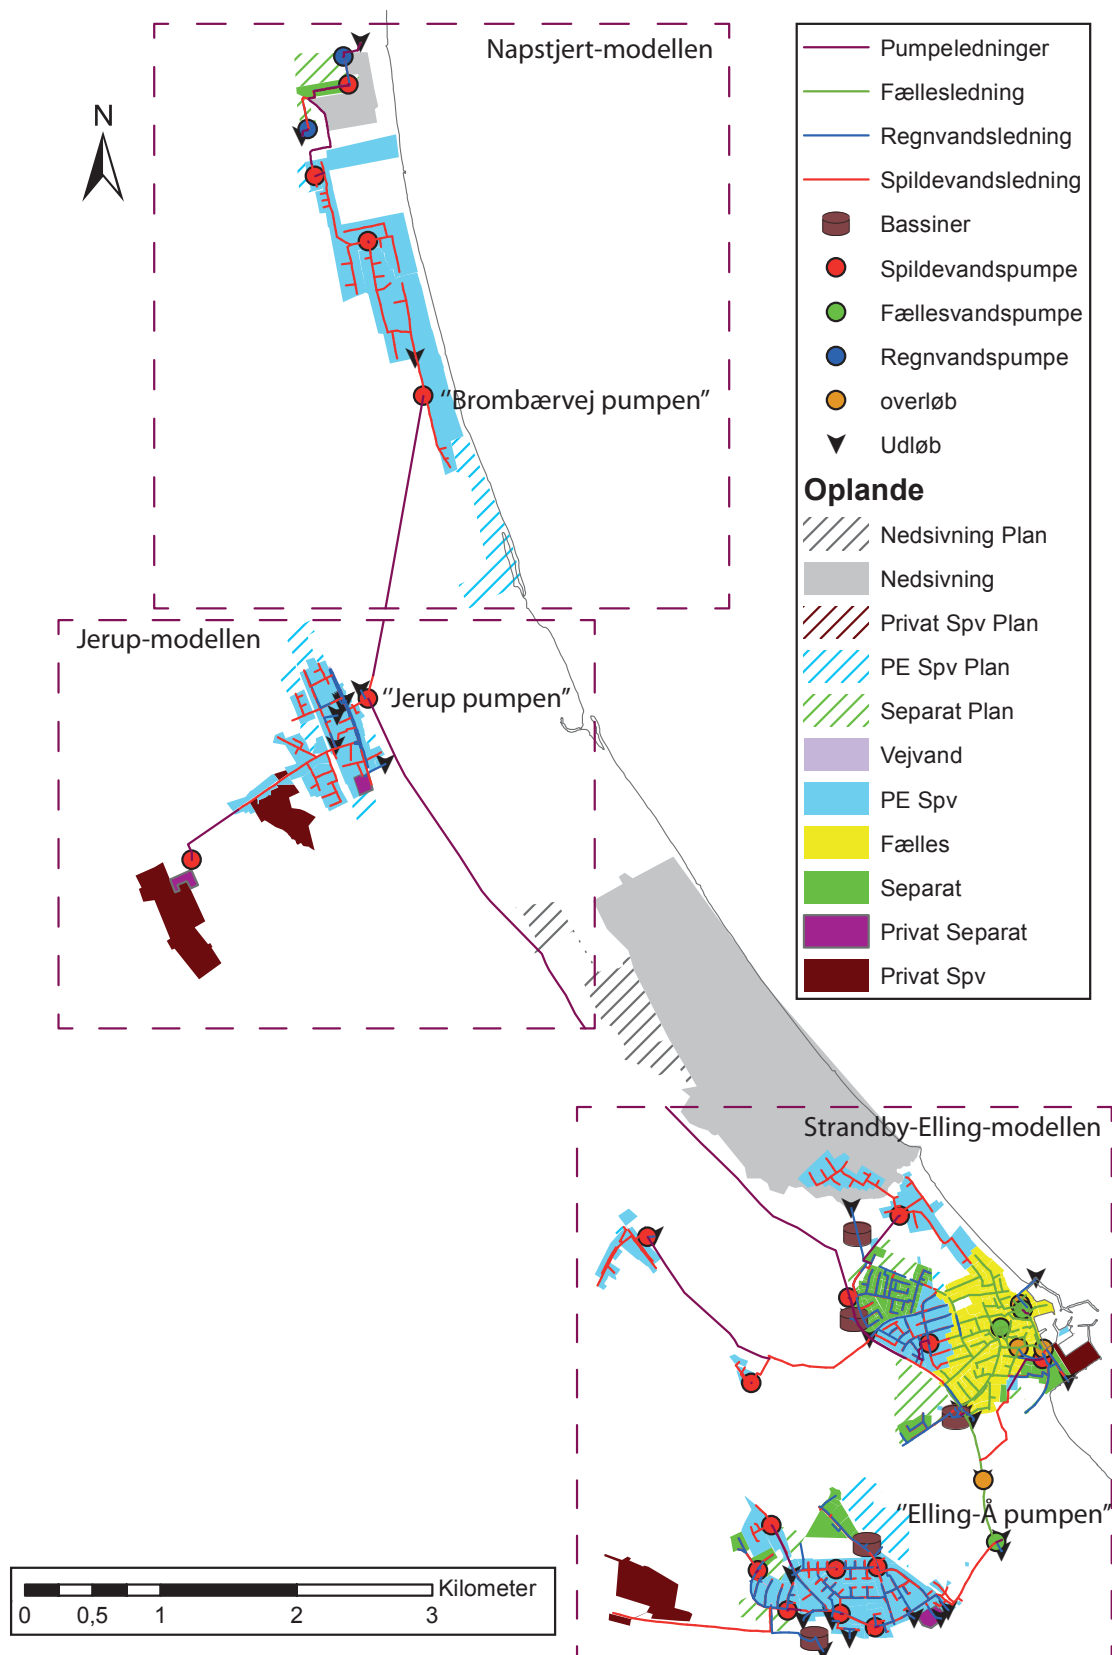 Napstjert-modellen
N
"Brombærvej pumpen"
Jerup-modellen
"Jerup pumpen"
Strandby-Elling-modellen
"Elling-Å pumpen"
Pumpeledninger
Fællesledning
Regnvandsledning
Spildevandsledning
Bassiner
Spildevandspumpe
Fællesvandspumpe
Regnvandspumpe
overløb
Udløb
Oplande
Nedsivning Plan
Nedsivning
Privat Spv Plan
PE Spv Plan
Separat Plan
Vejvand
PE Spv
Fælles
Separat
Privat Separat
Privat Spv
Kilometer
0 0,5 1 2 3